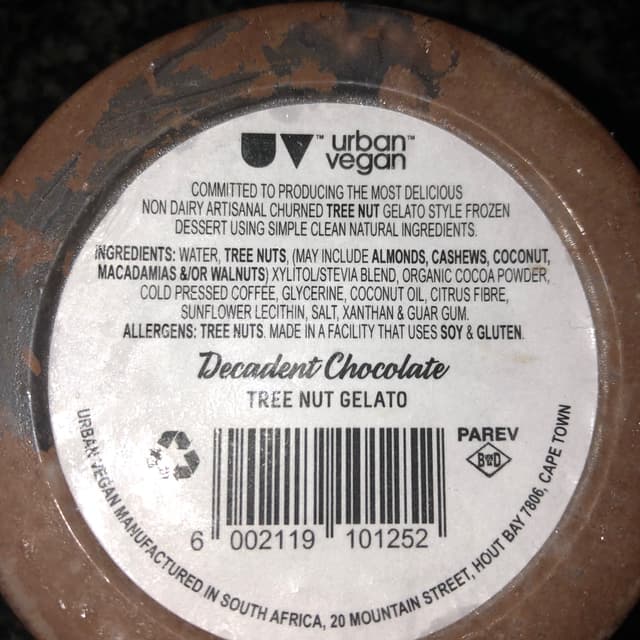 UV™ urban™
vegan
COMMITTED TO PRODUCING THE MOST DELICIOUS
NON DAIRY ARTISANAL CHURNED TREE NUT GELATO STYLE FROZEN
DESSERT USING SIMPLE CLEAN NATURAL INGREDIENTS.
INGREDIENTS: WATER, TREE NUTS, (MAY INCLUDE ALMONDS, CASHEWS, COCONUT,
MACADAMIAS &/OR WALNUTS) XYLITOL/STEVIA BLEND, ORGANIC COCOA POWDER,
COLD PRESSED COFFEE, GLYCERINE, COCONUT OIL, CITRUS FIBRE,
SUNFLOWER LECITHIN, SALT, XANTHAN & GUAR GUM.
ALLERGENS: TREE NUTS. MADE IN A FACILITY THAT USES SOY & GLUTEN.
Decadent Chocolate
TREE NUT GELATO
PAREV
6 002119 101252
URBAN VEGAN MANUFACTURED IN SOUTH AFRICA, 20 MOUNTAIN STREET, HOUT BAY 7806, CAPE TOWN